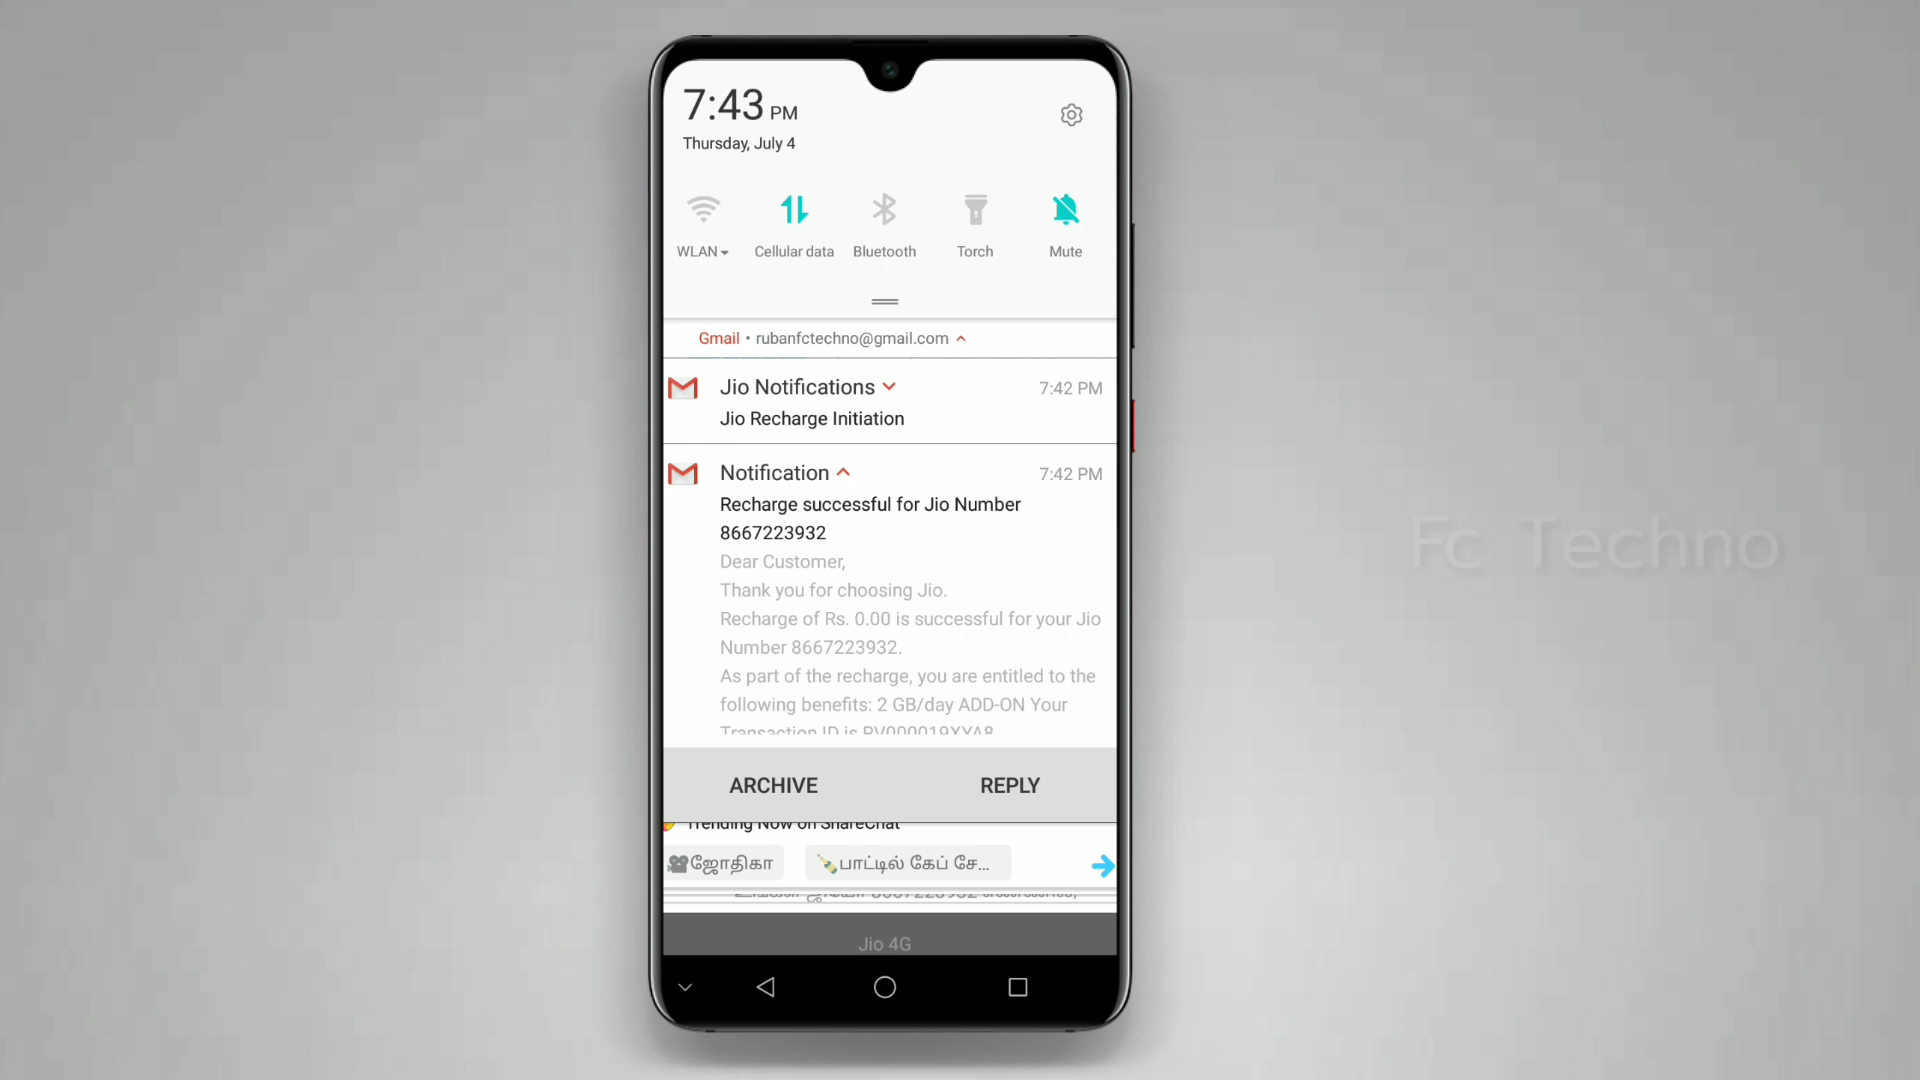 7:43 PM
Thursday, July 4
WLAN
Cellular data
Bluetooth
Torch
Mute
Gmail • rubanfctechno@gmail.com
Jio Notifications
7:42 PM
Jio Recharge Initiation
Notification
7:42 PM
Recharge successful for Jio Number
8667223932
Dear Customer,
Thank you for choosing Jio.
Recharge of Rs. 0.00 is successful for your Jio
Number 8667223932.
As part of the recharge, you are entitled to the
following benefits: 2 GB/day ADD-ON Your
Transaction ID is
ARCHIVE
REPLY
Trending Now on ShareChat
ஜோதிகா
பாட்டில் கேப் சே...
8667223932
Jio 4G
Fc Techno